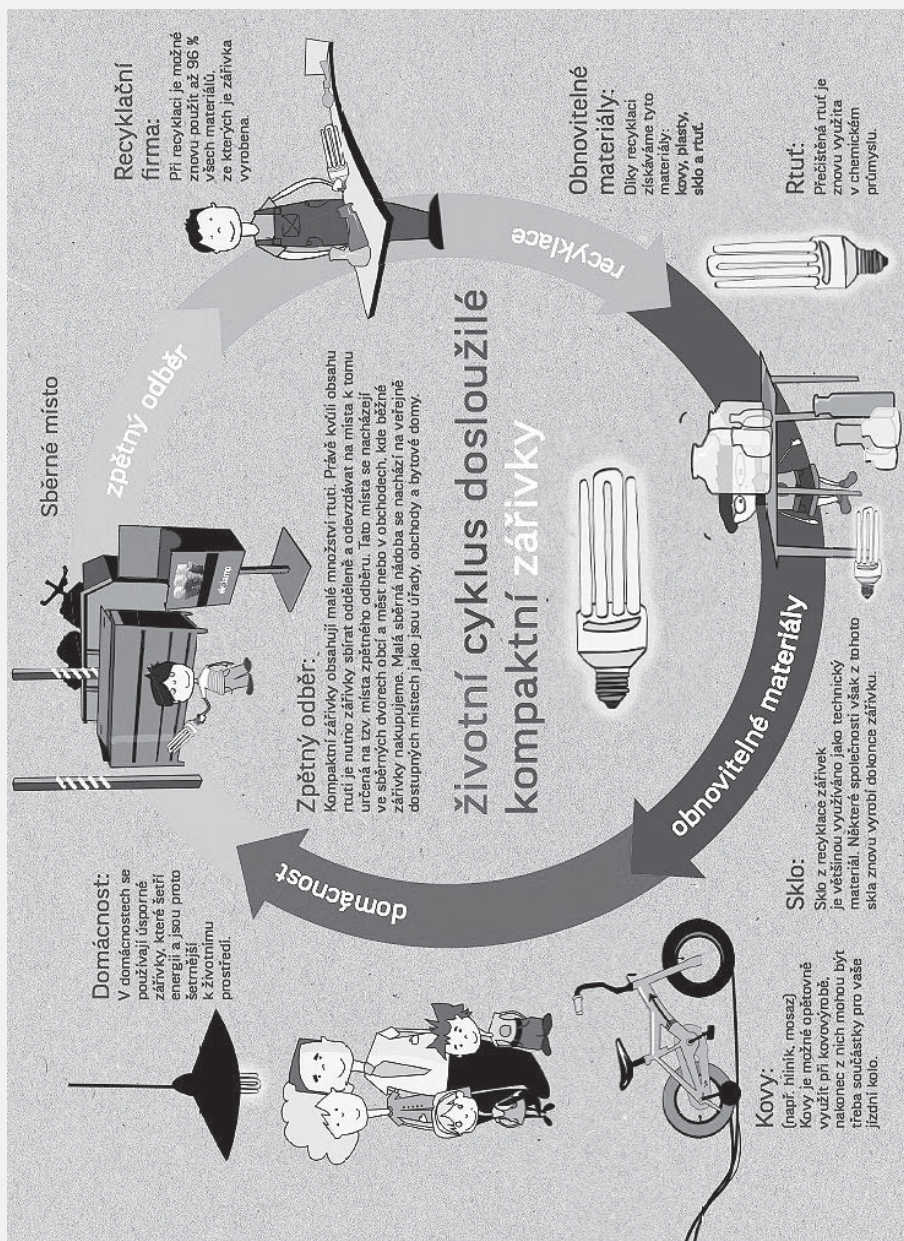 Domácnost:
V domácnostech se
používají úsporné
zářivky, které šetří
energii a jsou proto
šetrnější
k životnímu
prostředí.
Sběrné místo
Recyklační
firma:
Při recyklaci je možné
znovu použít až 96 %
všech materiálů,
ze kterých je zářivka
vyrobena.
zpětný odběr
Zpětný odběr:
Kompaktní zářivky obsahují malé množství rtuti. Právě kvůli obsahu
rtuti je nutno zářivky sbírat odděleně a odevzdávat na místa k tomu
určená na tzv. místa zpětného odběru. Tato místa se nacházejí
ve sběrných dvorech obcí a měst nebo v obchodech, kde běžné
zářivky nakupujeme. Malá sběrná nádoba se nachází na veřejně
dostupných místech jako jsou úřady, obchody a bytové domy.
domácnost
recyklace
životní cyklus dosloužilé
kompaktní zářivky
Obnovitelné
materiály:
Díky recyklaci
získáváme tyto
materiály:
kovy, plasty,
sklo a rtuť.
obnovitelné materiály
Kovy:
(např. hliník, mosaz)
Kovy je možné opětovně
využít při kovovýrobě,
nakonec z nich mohou být
třeba součástky pro vaše
jízdní kolo.
Sklo:
Sklo z recyklace zářivek
je většinou využíváno jako technický
materiál. Některé společnosti však z tohoto
skla znovu vyrobí dokonce zářivku.
Rtuť:
Přečištěná rtuť je
znovu využita
v chemickém
průmyslu.